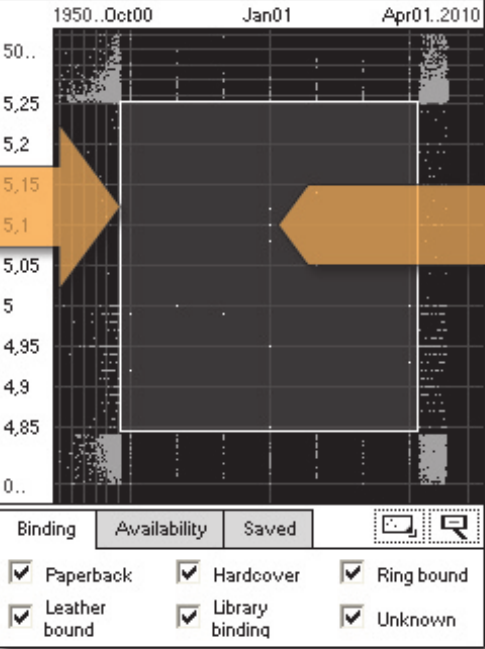 1950..Oct00 Jan01 Apr01..2010
50..
5,25
5,2
5,15
5,1
5,05
5
4,95
4,9
4,85
0..
Binding Availability Saved
Paperback Hardcover Ring bound
Leather bound Library binding Unknown